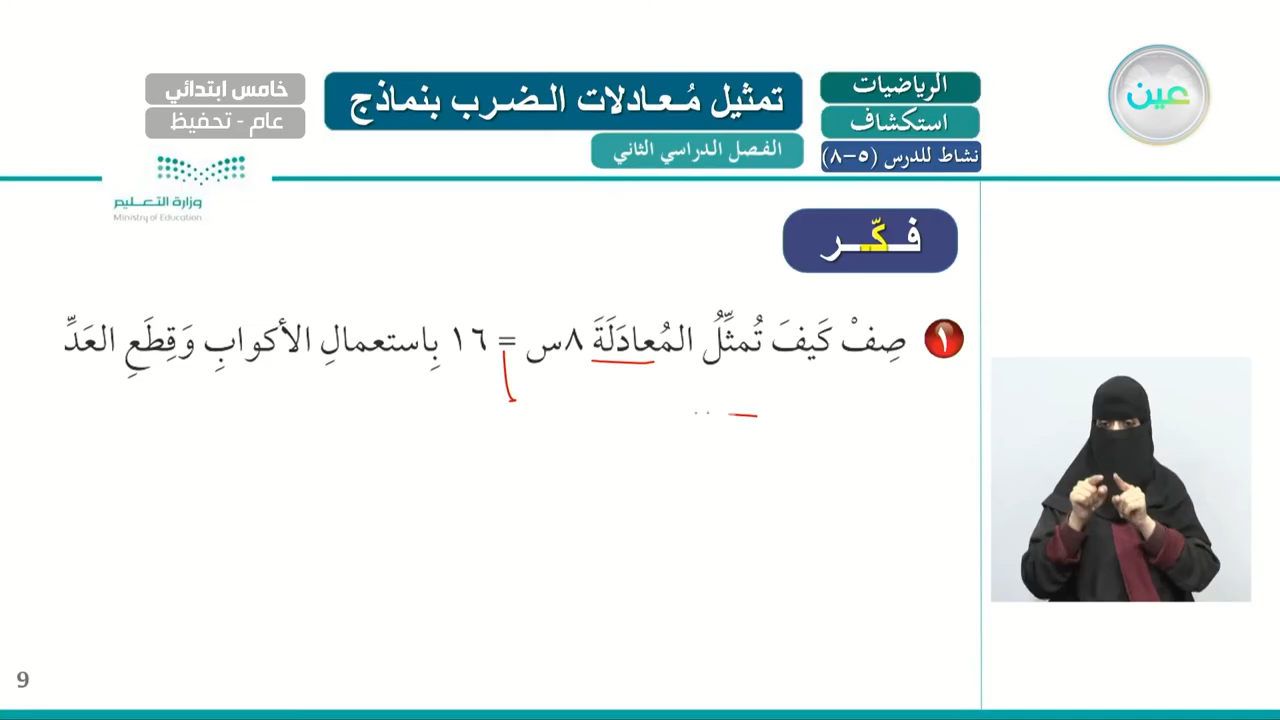 عين
الرياضيات
استكشاف
نشاط للدرس (٥-٨)
تمثيل مُعادلات الضرب بنماذج
الفصل الدراسي الثاني
خامس ابتدائي
عام - تحفيظ
وزارة التعليم
Ministry of Education
فكّر
١ صِفْ كَيفَ تُمثِّلُ المُعادَلَةَ ٨س = ١٦ بِاستعمالِ الأكوابِ وَقِطَعِ العَدِّ
9